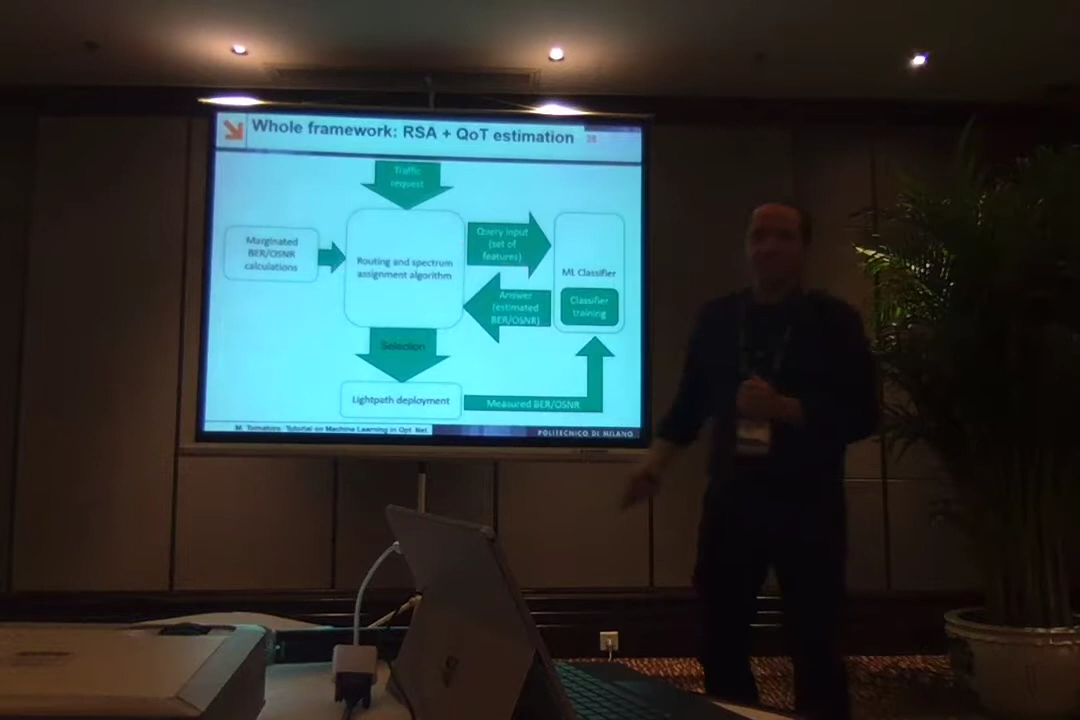 Whole framework: RSA + QoT estimation
28
Traffic
request
Marginated
BER/OSNR
calculations
Routing and spectrum
assignment algorithm
Query input
(set of
features)
ML Classifier
Answer
(estimated
BER/OSNR)
Classifier
training
Selection
Lightpath deployment
Measured BER/OSNR
M. Tornatore: Tutorial on Machine Learning in Opt. Net.
POLITECNICO DI MILANO